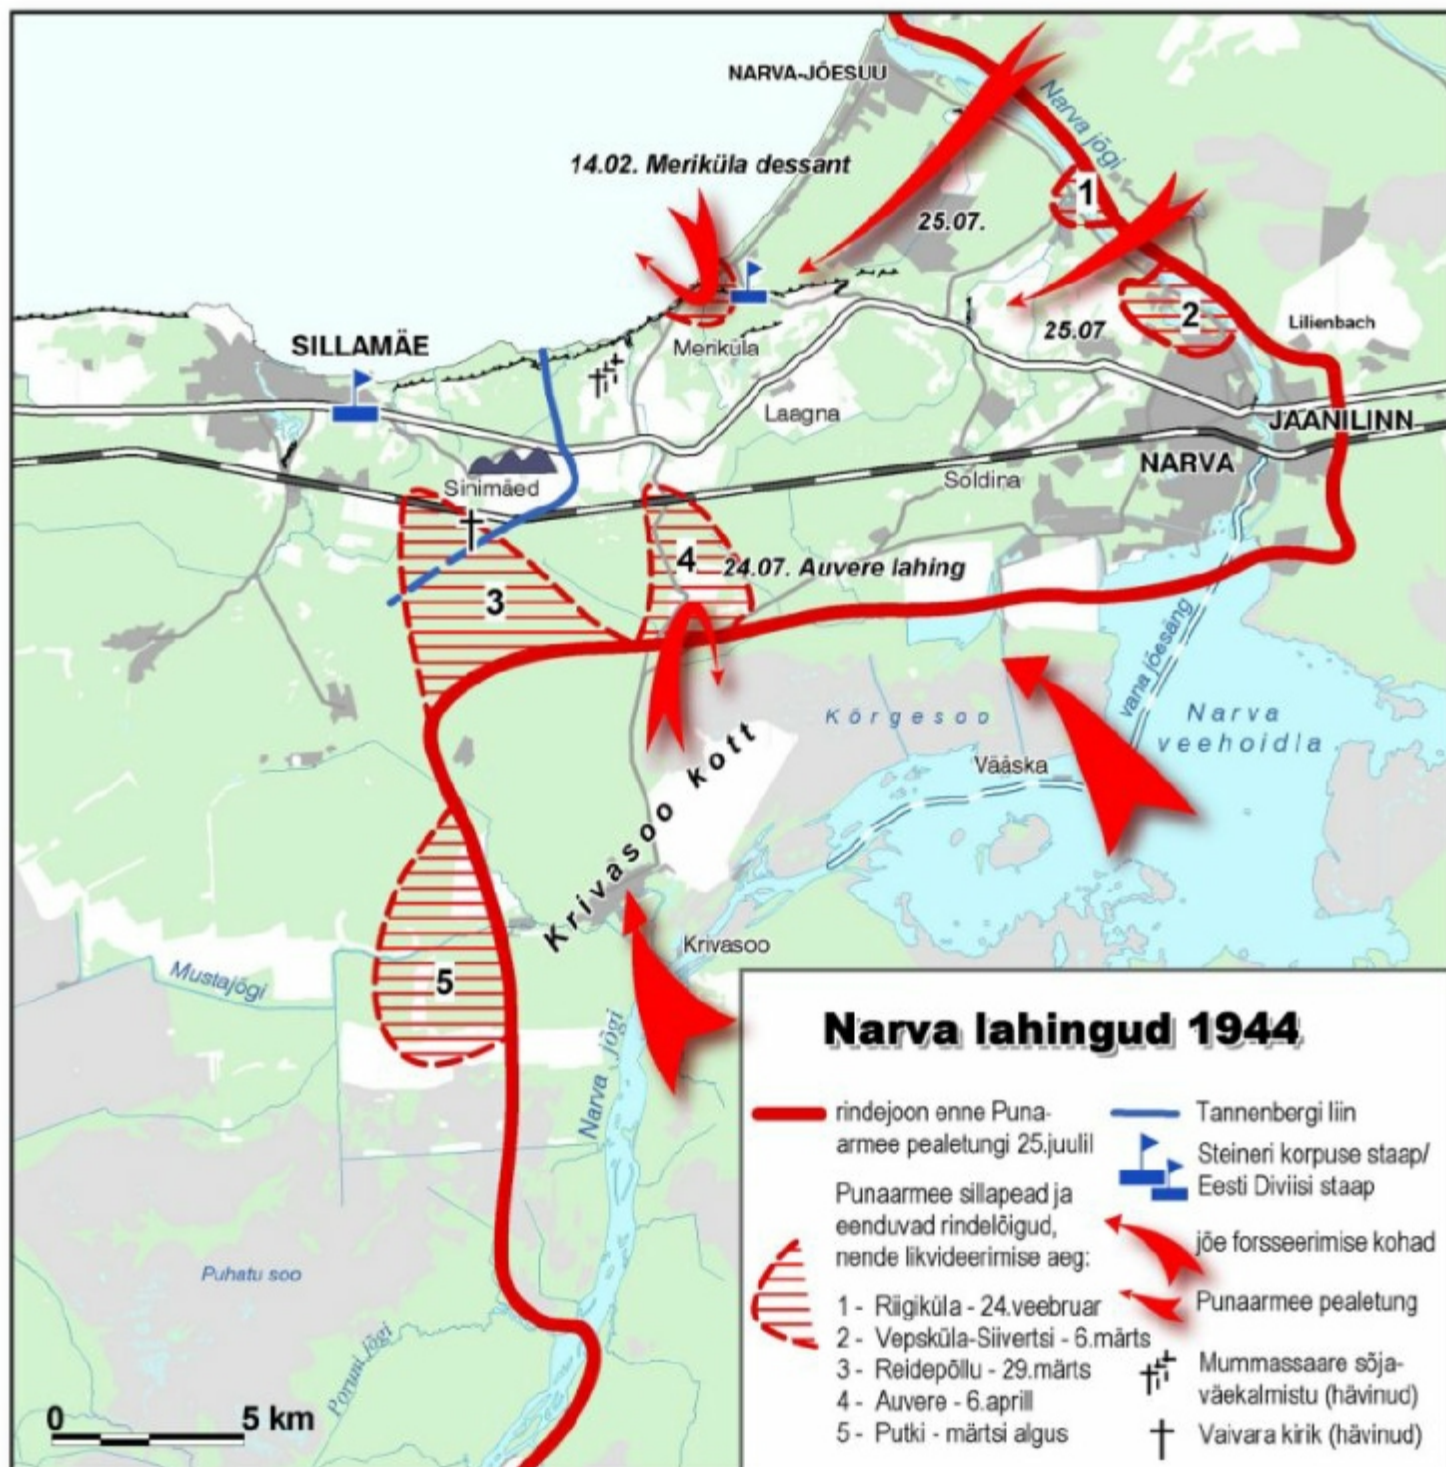 NARVA-JÕESUU
Narva jõgi
14.02. Meriküla dessant
1
25.07.
2
25.07
Lilienbach
SILLAMÄE
Meriküla
Laagna
JAANILINN
NARVA
Sinimäed
Soldina
4
24.07. Auvere lahing
3
vana jõesäng
Kõrgesoo
Narva
veehoidla
Vääska
Krivasoo kott
Krivasoo
Mustajõgi
5
Narva jõgi
Puhatu soo
Poruni jõgi
0 5 km
Narva lahingud 1944
rindejoon enne Puna-
armee pealetungi 25.juulil
Punaarmee sillapead ja
eenduvad rindelõigud,
nende likvideerimise aeg:
1 - Riigiküla - 24.veebruar
2 - Vepsküla-Siivertsi - 6.märts
3 - Reidepõllu - 29.märts
4 - Auvere - 6.aprill
5 - Putki - märtsi algus
Tannenbergi liin
Steineri korpuse staap/
Eesti Diviisi staap
jõe forsseerimise kohad
Punaarmee pealetung
Mummassaare sõja-
väekalmistu (hävinud)
Vaivara kirik (hävinud)